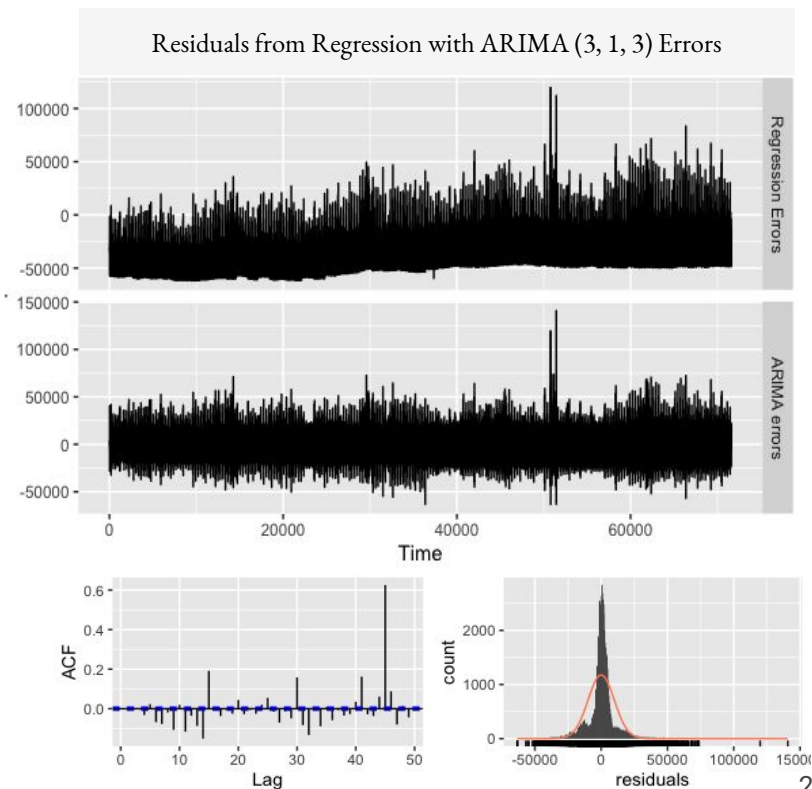 Residuals from Regression with ARIMA (3, 1, 3) Errors
100000
50000
0
-50000
Regression Errors
150000
100000
50000
0
-50000
ARIMA errors
0 20000 40000 60000
Time
0.6
0.4
0.2
0.0
ACF
0 10 20 30 40 50
Lag
2000
1000
0
count
-50000 0 50000 100000 15000
residuals
2